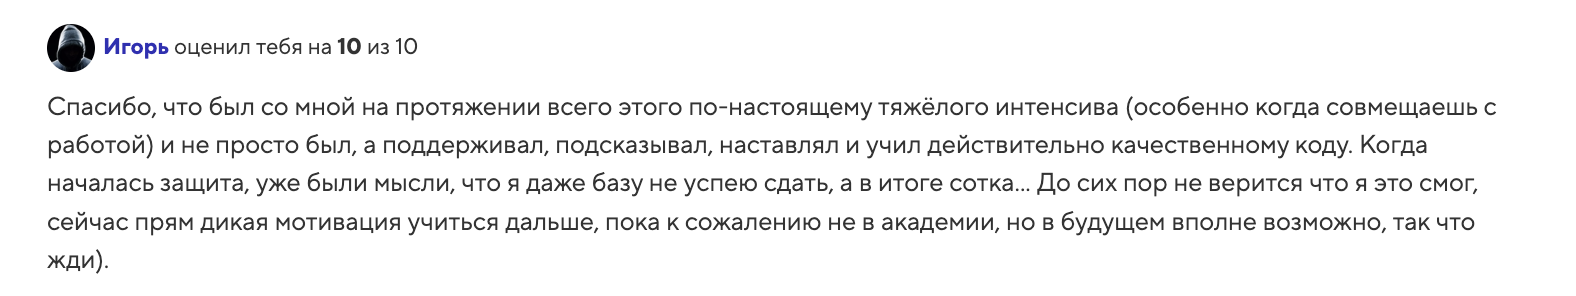 Игорь оценил тебя на 10 из 10
Спасибо, что был со мной на протяжении всего этого по-настоящему тяжёлого интенсива (особенно когда совмещаешь с
работой) и не просто был, а поддерживал, подсказывал, наставлял и учил действительно качественному коду. Когда
началась защита, уже были мысли, что я даже базу не успею сдать, а в итоге сотка... До сих пор не верится что я это смог,
сейчас прям дикая мотивация учиться дальше, пока к сожалению не в академии, но в будущем вполне возможно, так что
жди).